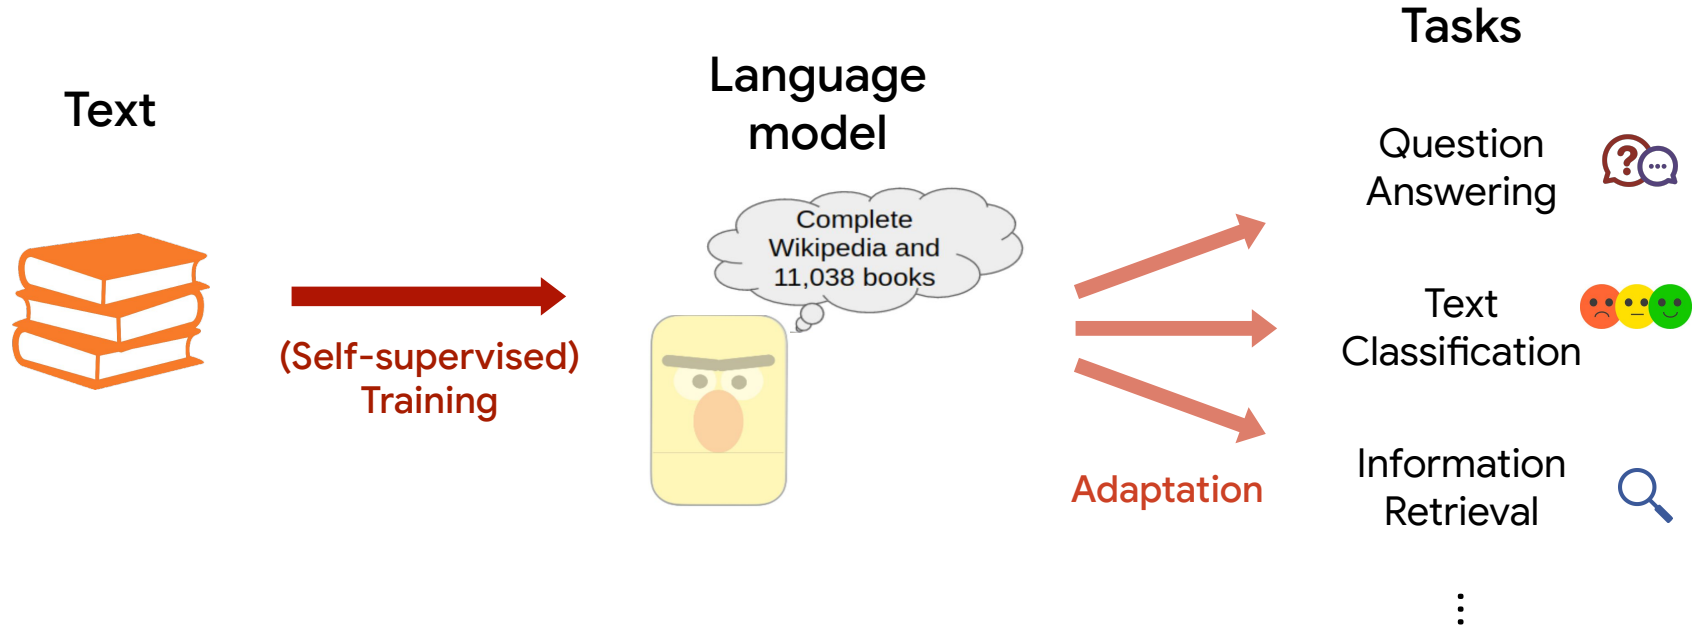 Text
(Self-supervised)
Training
Language
model
Complete
Wikipedia and
11,038 books
Adaptation
Tasks
Question
Answering
Text
Classification
Information
Retrieval
⋮